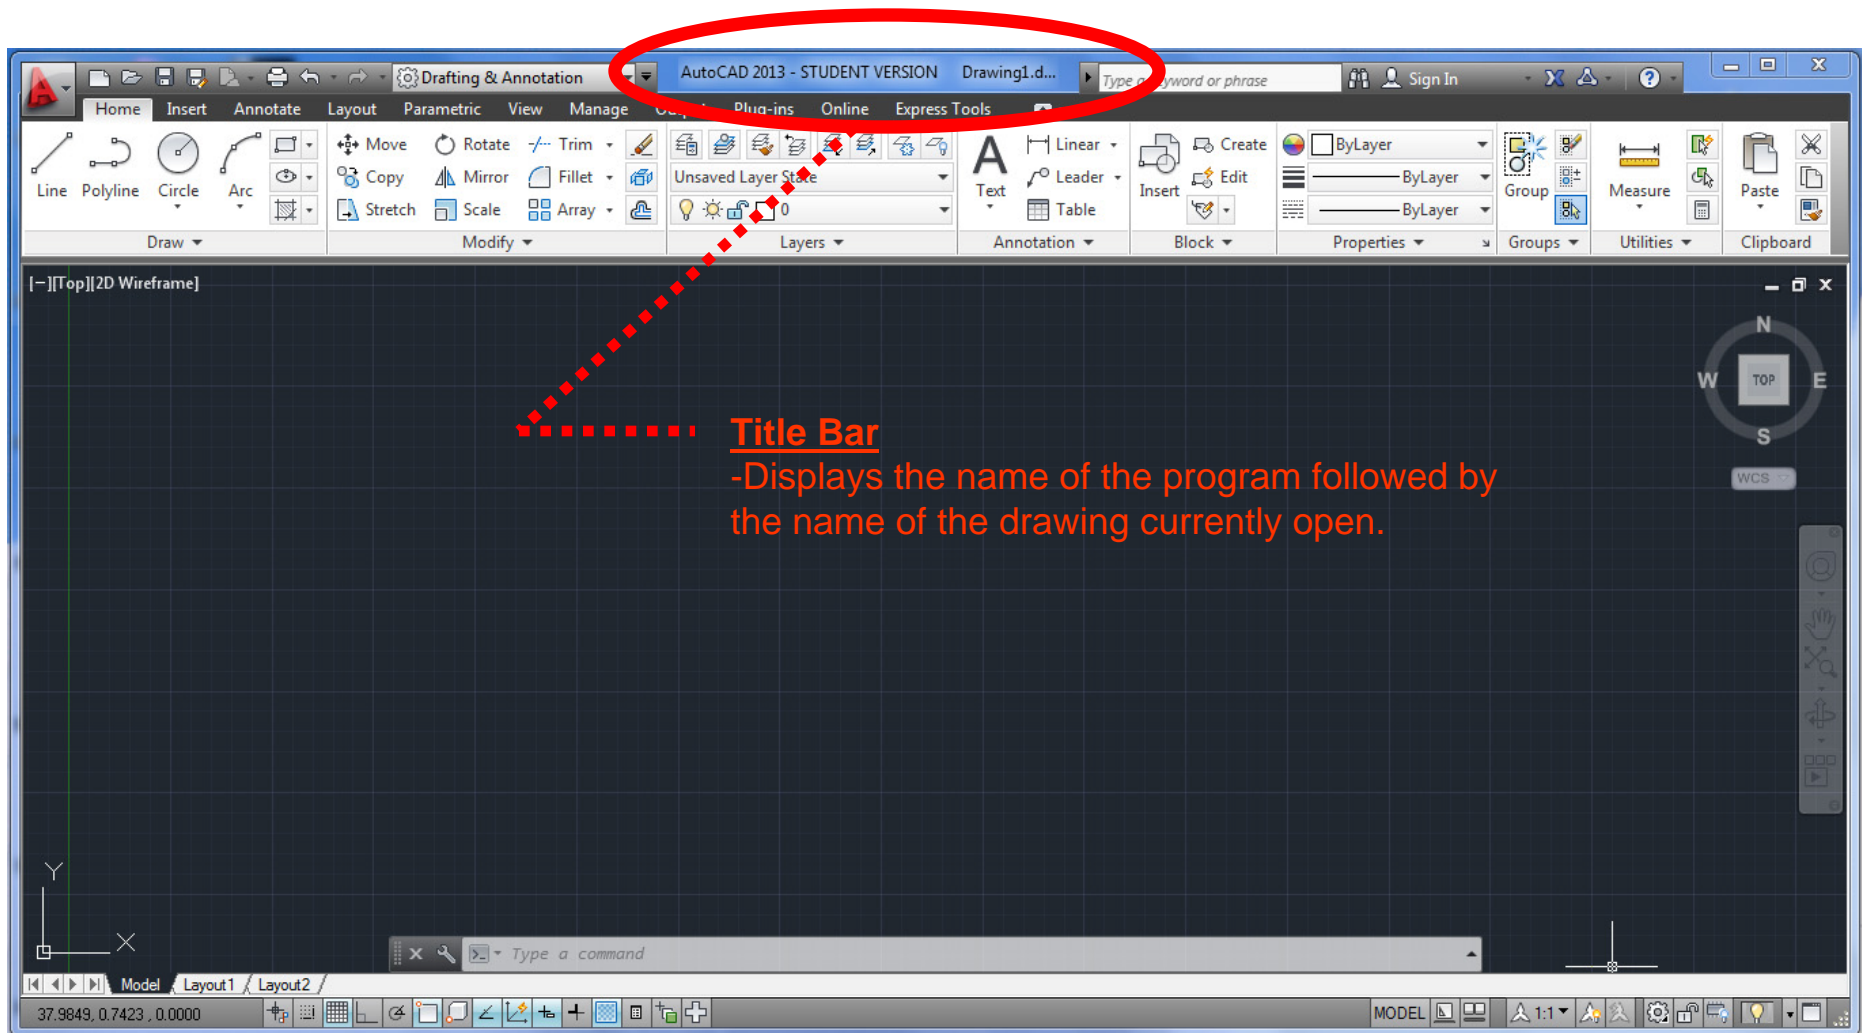 Drafting & Annotation
AutoCAD 2013 - STUDENT VERSION Drawing1.d...
Type a keyword or phrase
Sign In
Home Insert Annotate Layout Parametric View Manage Plug-ins Online Express Tools
Move Rotate Trim
Linear
Create
ByLayer
Copy Mirror Fillet
Unsaved Layer State
Leader
Edit
ByLayer
Line Polyline Circle Arc
Text
Insert
Group
Measure
Paste
Stretch Scale Array
0
Table
ByLayer
Draw Modify Layers Annotation Block Properties Groups Utilities Clipboard
[−][Top][2D Wireframe]
N
W TOP E
S
WCS
Title Bar
-Displays the name of the program followed by
the name of the drawing currently open.
Y
X
Type a command
Model Layout1 Layout2
37.9849, 0.7423 , 0.0000
MODEL
1:1